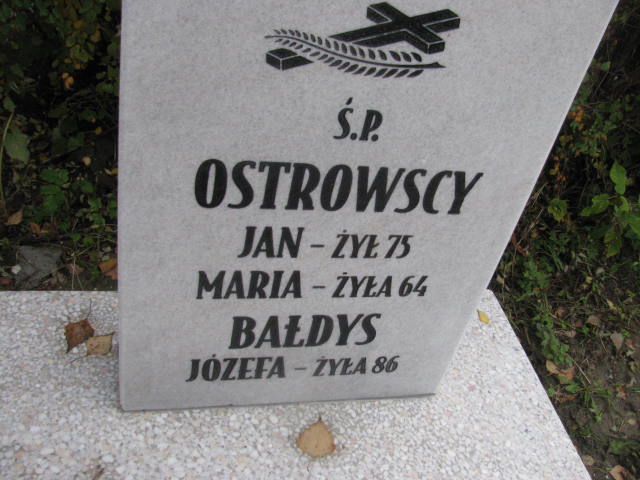 Ś.P.
OSTROWSCY
JAN – ŻYŁ 75
MARIA – ŻYŁA 64
BAŁDYS
JÓZEFA – ŻYŁA 86